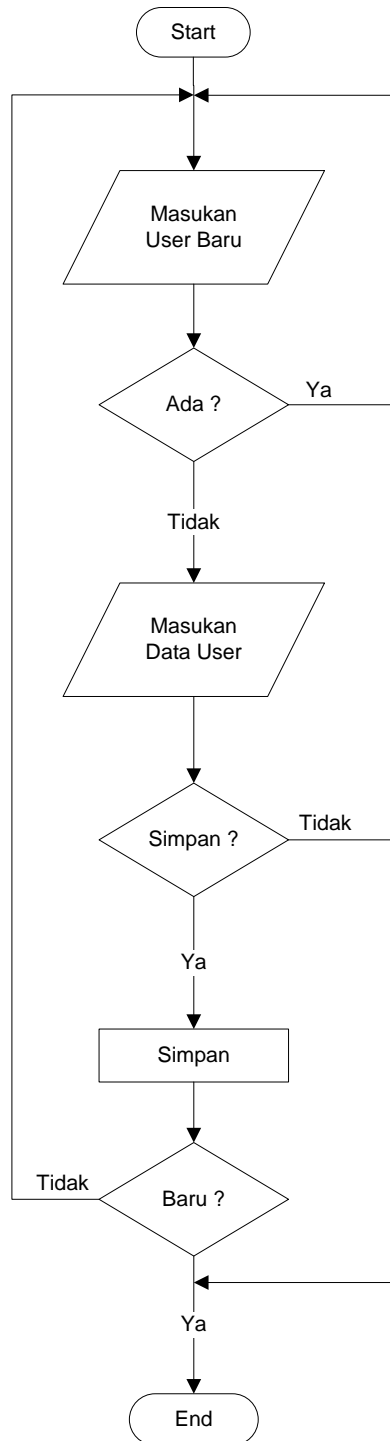 Start
Masukan
User Baru
Ada ?
Ya
Tidak
Masukan
Data User
Simpan ?
Tidak
Ya
Simpan
Baru ?
Tidak
Ya
End